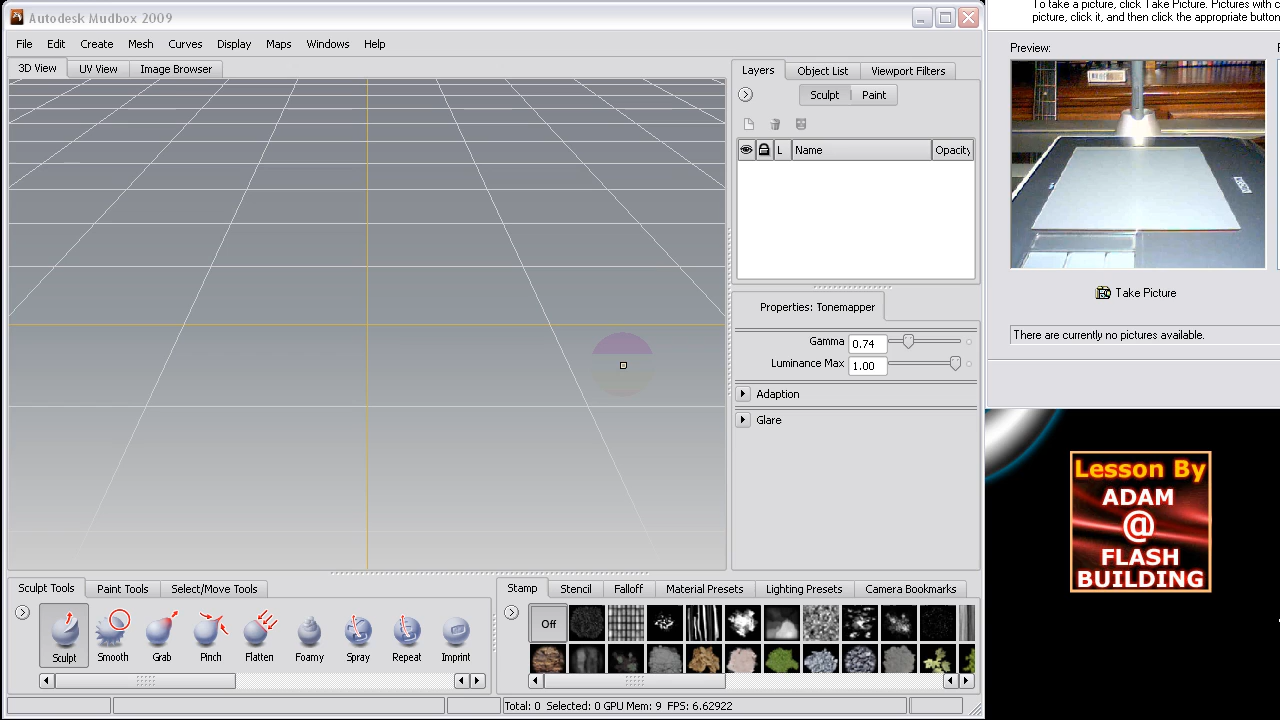 Autodesk Mudbox 2009
File Edit Create Mesh Curves Display Maps Windows Help
3D View UV View Image Browser
Layers Object List Viewport Filters
Sculpt Paint
L Name Opacity
Properties: Tonemapper
Gamma 0.74
Luminance Max 1.00
Adaption
Glare
Sculpt Tools Paint Tools Select/Move Tools
Sculpt Smooth Grab Pinch Flatten Foamy Spray Repeat Imprint
Stamp Stencil Falloff Material Presets Lighting Presets Camera Bookmarks
Off
Total: 0 Selected: 0 GPU Mem: 9 FPS: 6.62922
To take a picture, click Take Picture. Pictures with
picture, click it, and then click the appropriate
Preview:
Take Picture
There are currently no pictures available.
Lesson By
ADAM
@
FLASH
BUILDING